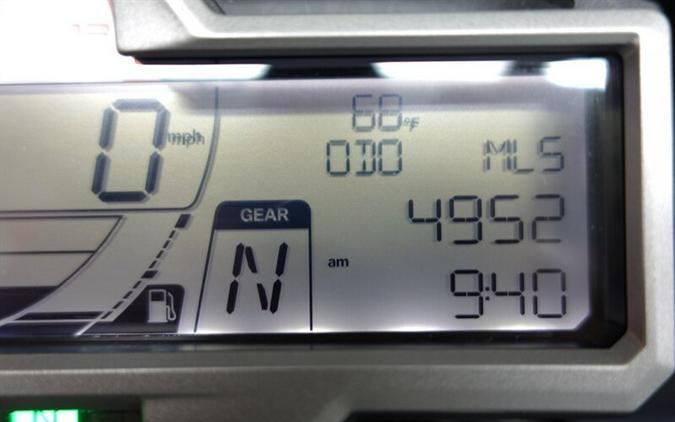 0 mph
68 °F
ODO MLS
4952
GEAR
N
am 9:40
N